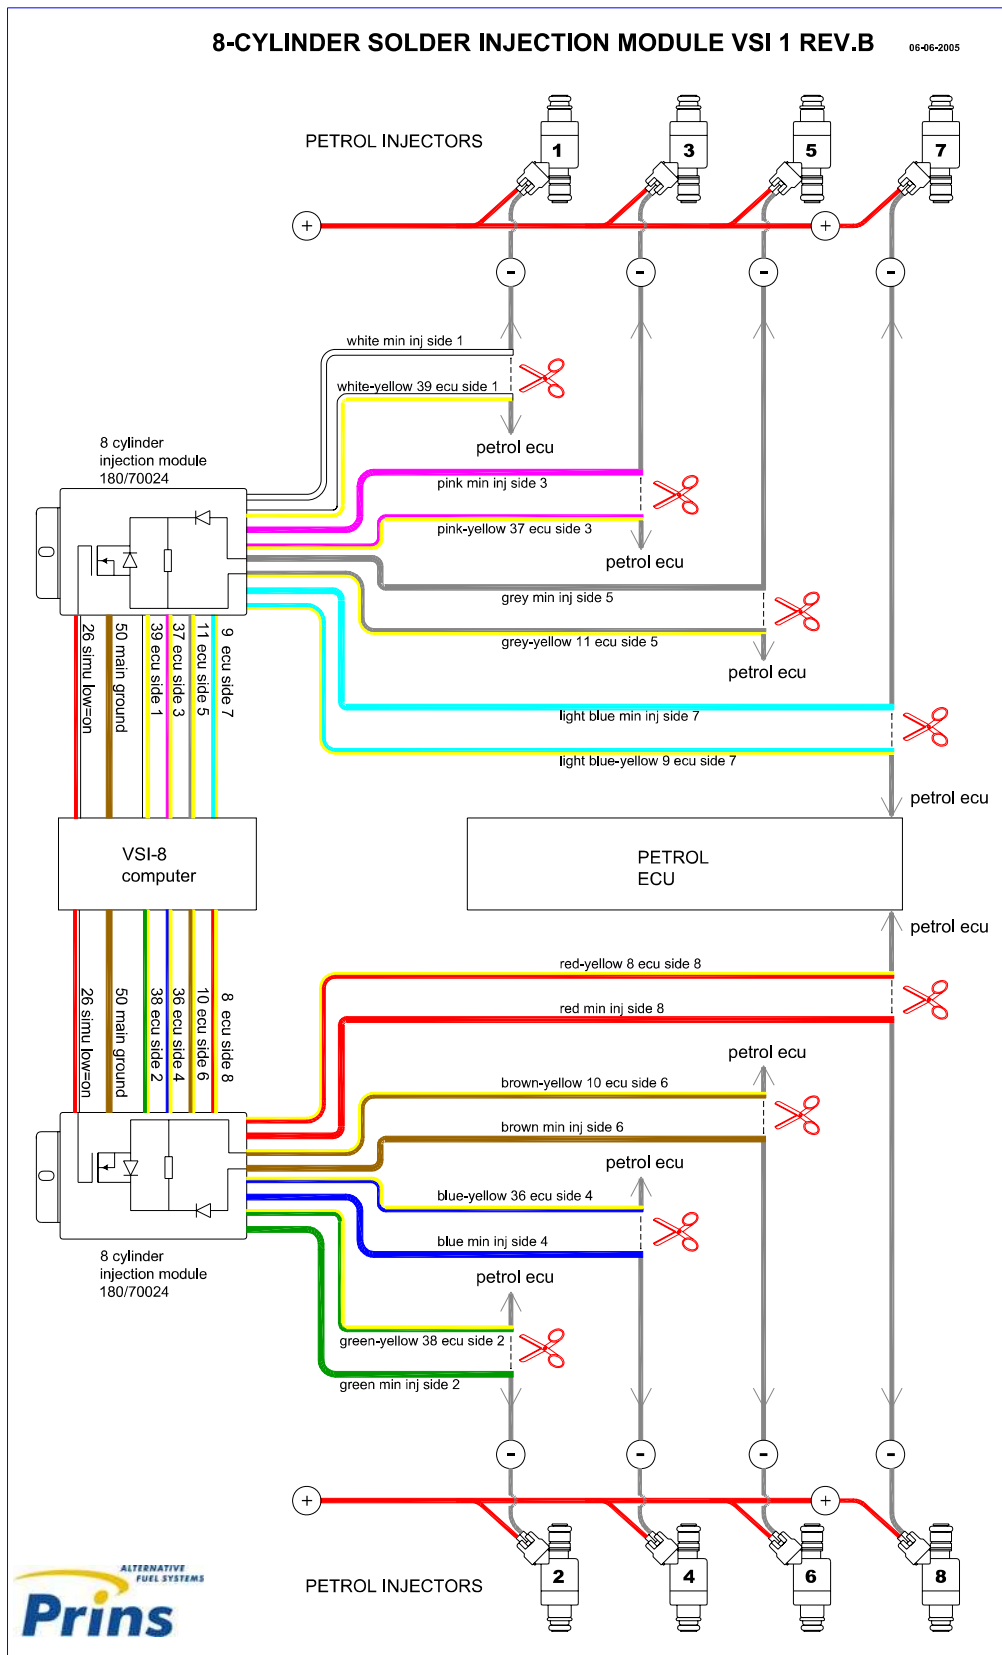 8-CYLINDER SOLDER INJECTION MODULE VSI 1 REV.B
06-06-2005
PETROL INJECTORS
1
3
5
7
+
+
-
-
-
-
white min inj side 1
white-yellow 39 ecu side 1
petrol ecu
8 cylinder
injection module
180/70024
pink min inj side 3
pink-yellow 37 ecu side 3
petrol ecu
grey min inj side 5
grey-yellow 11 ecu side 5
petrol ecu
26 simu low=on
50 main ground
39 ecu side 1
37 ecu side 3
11 ecu side 5
9 ecu side 7
light blue min inj side 7
light blue-yellow 9 ecu side 7
petrol ecu
VSI-8
computer
PETROL
ECU
petrol ecu
26 simu low=on
50 main ground
38 ecu side 2
36 ecu side 4
10 ecu side 6
8 ecu side 8
red-yellow 8 ecu side 8
red min inj side 8
petrol ecu
brown-yellow 10 ecu side 6
brown min inj side 6
petrol ecu
blue-yellow 36 ecu side 4
blue min inj side 4
8 cylinder
injection module
180/70024
petrol ecu
green-yellow 38 ecu side 2
green min inj side 2
-
-
-
-
+
+
PETROL INJECTORS
2
4
6
8
ALTERNATIVE
FUEL SYSTEMS
Prins